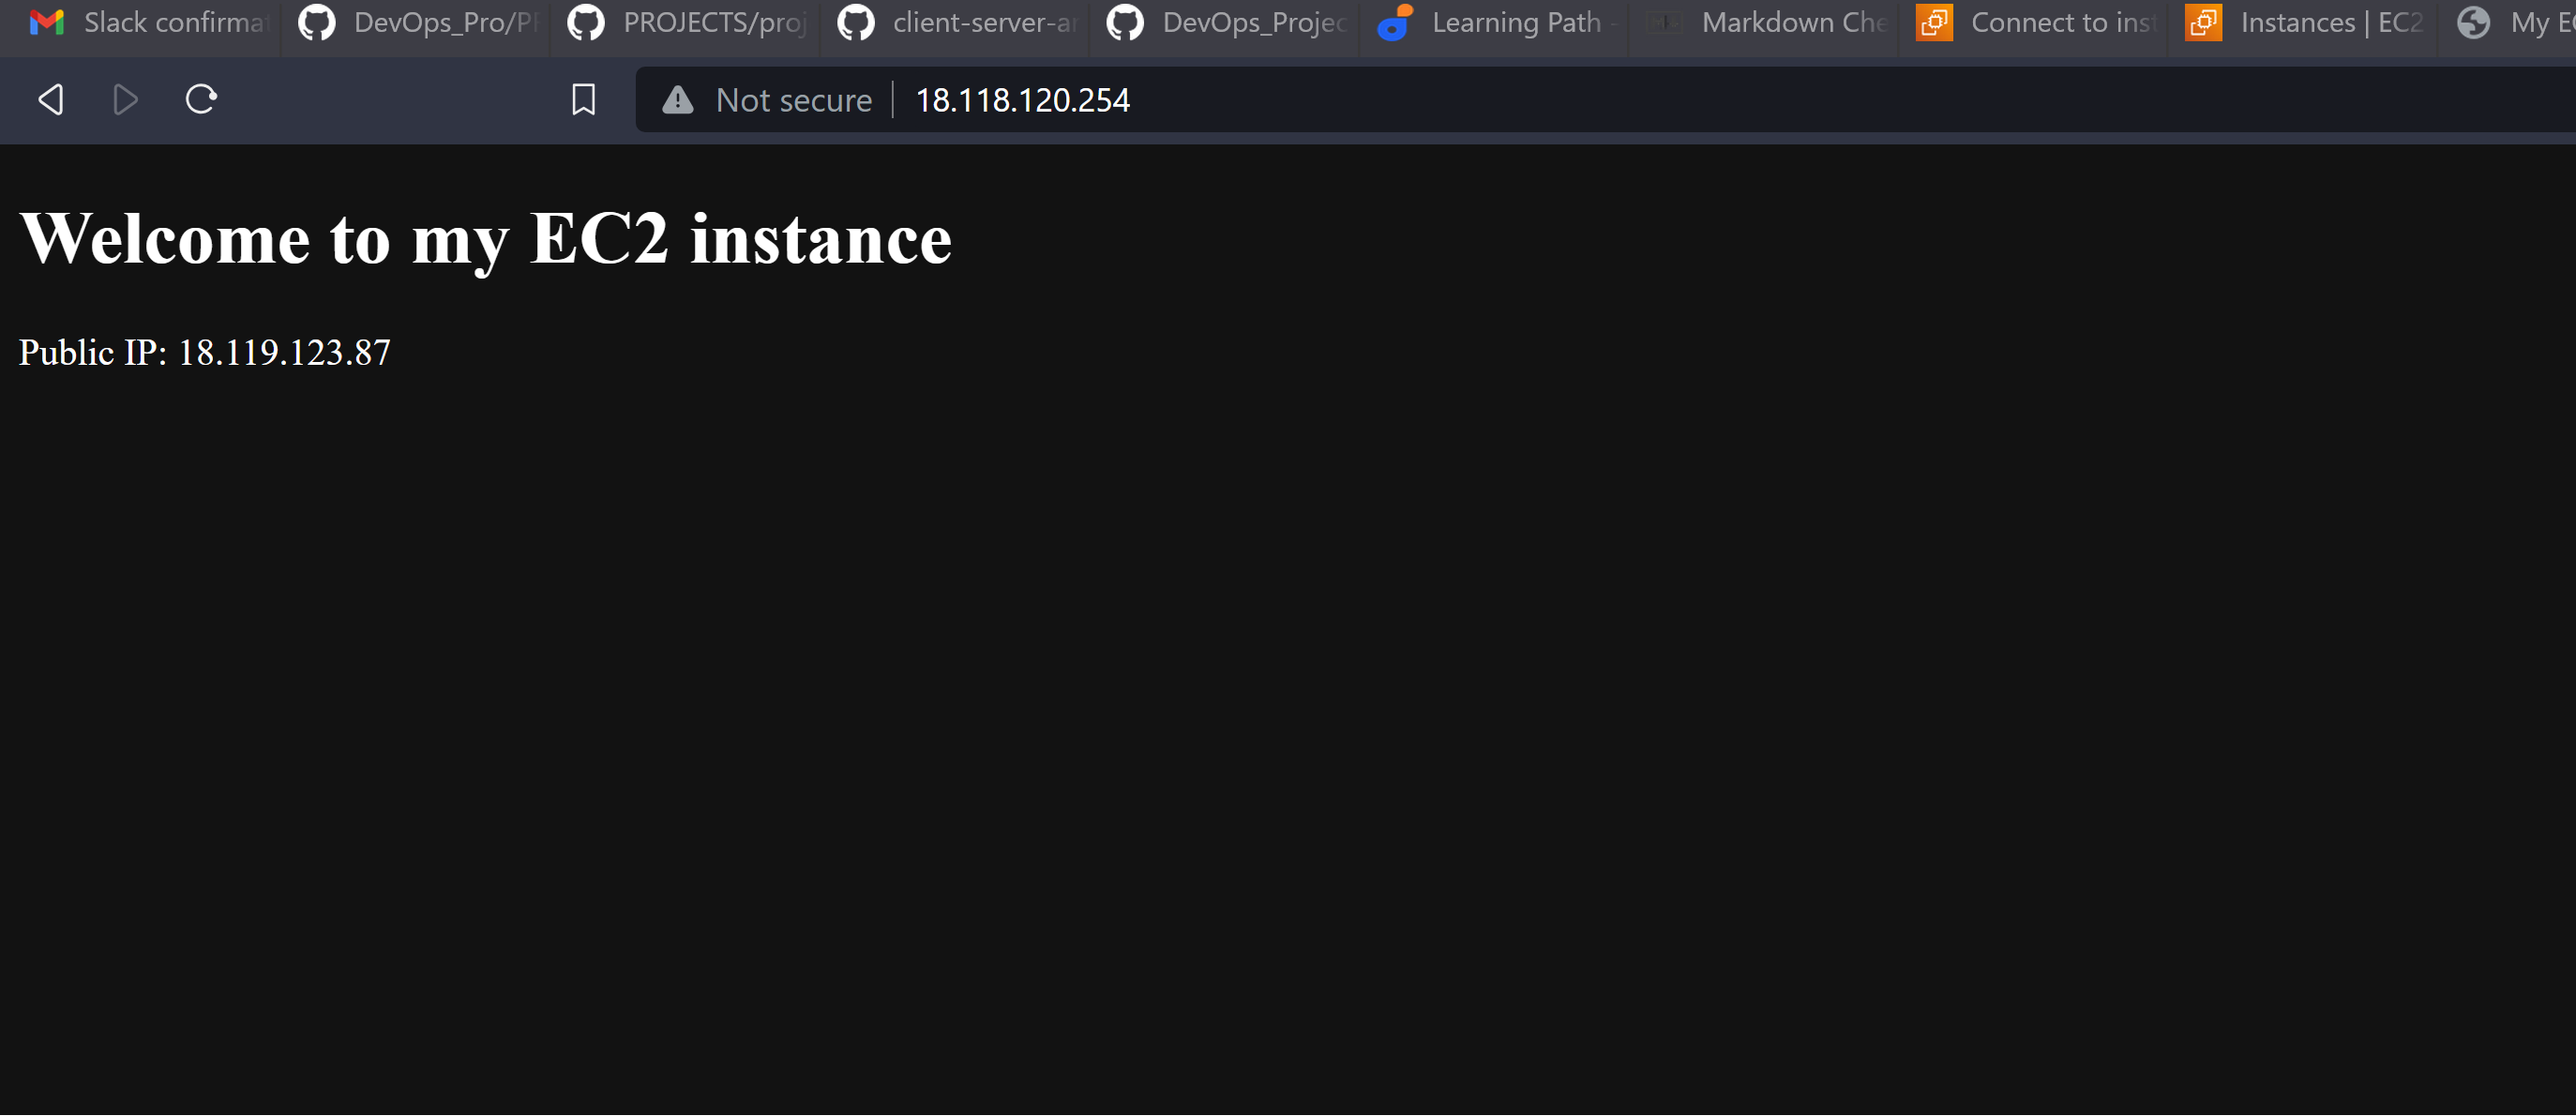 Slack confirmat
DevOps_Pro/P
PROJECTS/proj
client-server-ar
DevOps_Projec
Learning Path -
Markdown Che
Connect to inst
Instances | EC2
My E
Not secure
18.118.120.254
Welcome to my EC2 instance
Public IP: 18.119.123.87